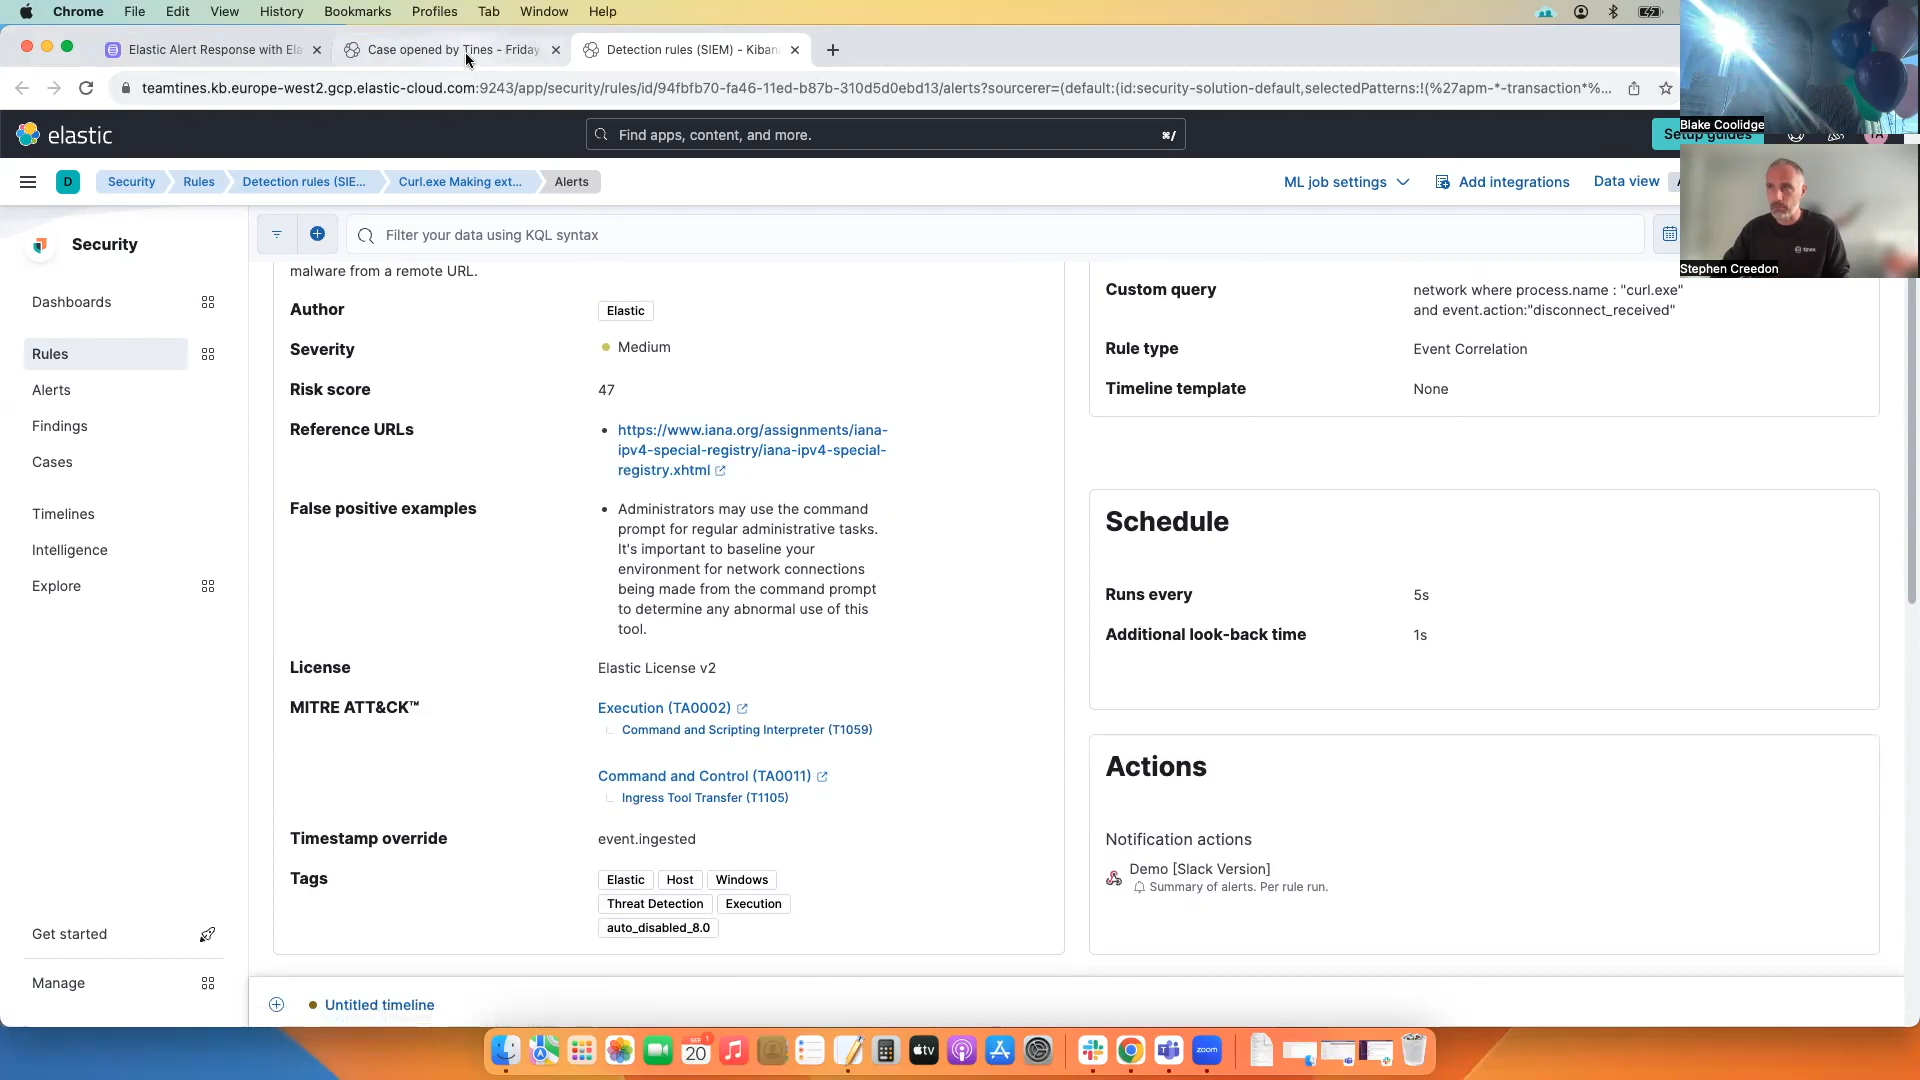 Chrome File Edit View History Bookmarks Profiles Tab Window Help
Elastic Alert Response with Ela
Case opened by Tines - Friday
Detection rules (SIEM) - Kiban
teamtines.kb.europe-west2.gcp.elastic-cloud.com:9243/app/security/rules/id/94fbfb70-fa46-11ed-b87b-310d5d0ebd13/alerts?sourcerer=(default:(id:security-solution-default,selectedPatterns:!(%27apm-*-transaction*%...
Blake Coolidge
elastic
Find apps, content, and more.
⌘/
Setup guides
D
Security
Rules
Detection rules (SIE...
Curl.exe Making ext...
Alerts
ML job settings
Add integrations
Data view
Stephen Creedon
tines
Security
Filter your data using KQL syntax
Dashboards
Rules
Alerts
Findings
Cases
Timelines
Intelligence
Explore
Get started
Manage
malware from a remote URL.
Author
Elastic
Severity
Medium
Risk score
47
Reference URLs
https://www.iana.org/assignments/iana-
ipv4-special-registry/iana-ipv4-special-
registry.xhtml
False positive examples
Administrators may use the command
prompt for regular administrative tasks.
It's important to baseline your
environment for network connections
being made from the command prompt
to determine any abnormal use of this
tool.
License
Elastic License v2
MITRE ATT&CK™
Execution (TA0002)
Command and Scripting Interpreter (T1059)
Command and Control (TA0011)
Ingress Tool Transfer (T1105)
Timestamp override
event.ingested
Tags
Elastic
Host
Windows
Threat Detection
Execution
auto_disabled_8.0
Custom query
network where process.name : "curl.exe"
and event.action:"disconnect_received"
Rule type
Event Correlation
Timeline template
None
Schedule
Runs every
5s
Additional look-back time
1s
Actions
Notification actions
Demo [Slack Version]
Summary of alerts. Per rule run.
Untitled timeline
SEP
20
tv
zoom